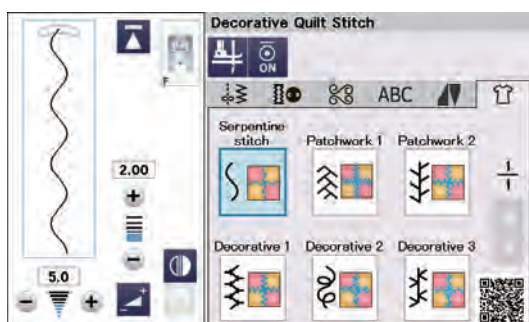 Decorative Quilt Stitch
ON
F
ABC
Serpentine
stitch
Patchwork 1
Patchwork 2
2.00
1
1
Decorative 1
Decorative 2
Decorative 3
5.0